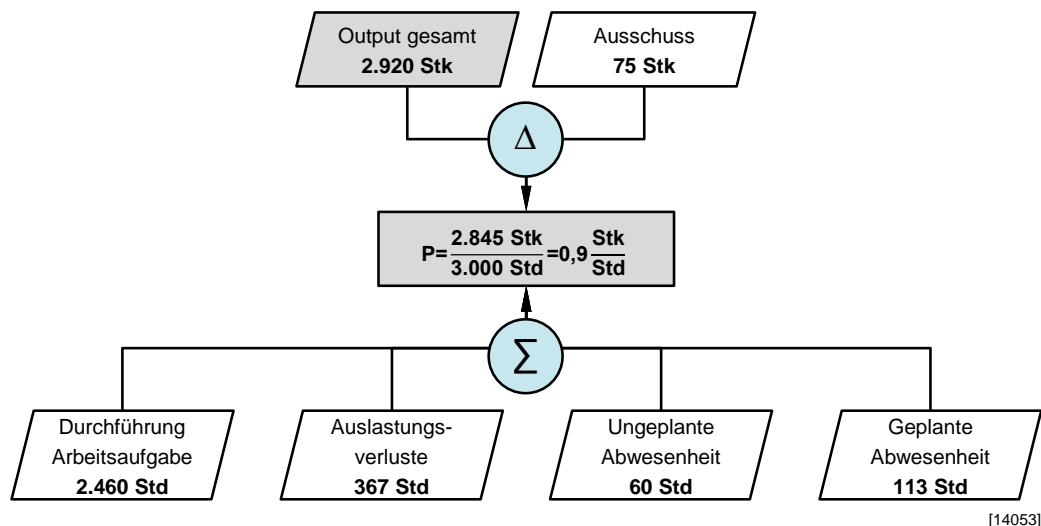 Output gesamt
2.920 Stk
Ausschuss
75 Stk
Δ
P= 2.845 Stk / 3.000 Std =0,9 Stk / Std
Σ
Durchführung
Arbeitsaufgabe
2.460 Std
Auslastungs-
verluste
367 Std
Ungeplante
Abwesenheit
60 Std
Geplante
Abwesenheit
113 Std
[14053]